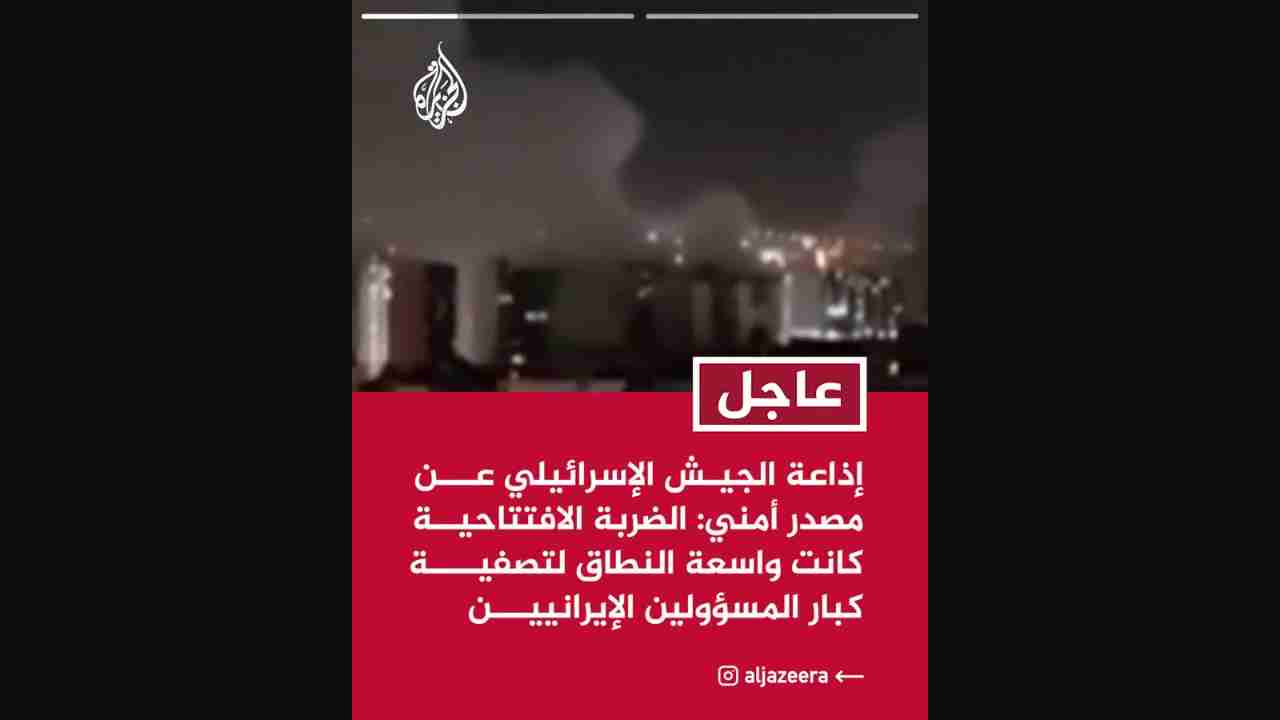 الجزيرة
عاجل
إذاعة الجيش الإسرائيلي عن
مصدر أمني: الضربة الافتتاحية
كانت واسعة النطاق لتصفية
كبار المسؤولين الإيرانيين
aljazeera